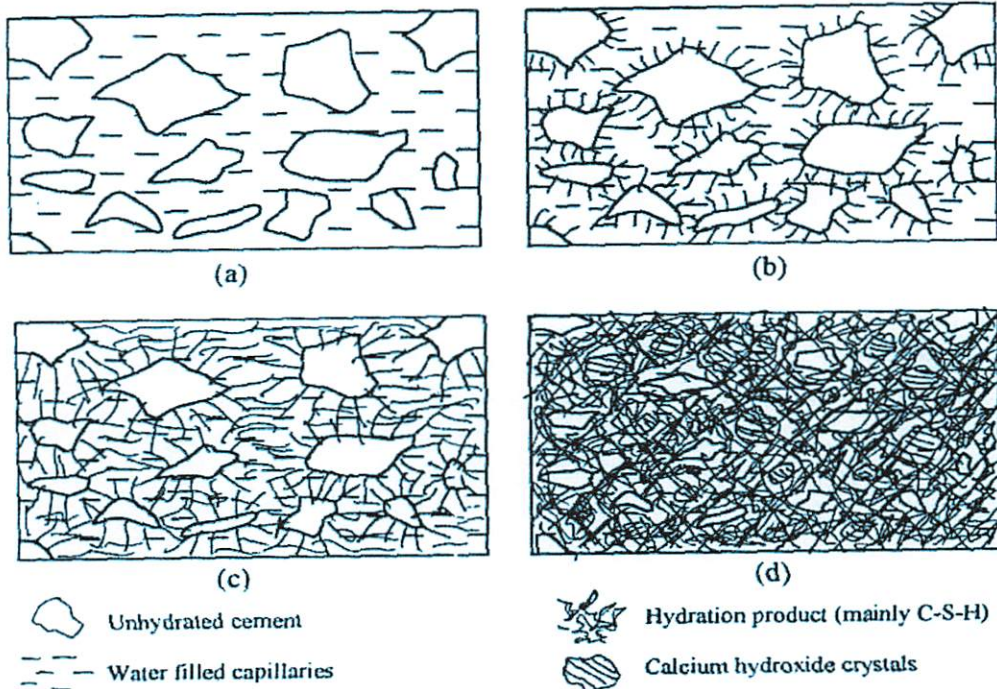 (a)
(b)
(c)
(d)
Unhydrated cement
Hydration product (mainly C-S-H)
Water filled capillaries
Calcium hydroxide crystals